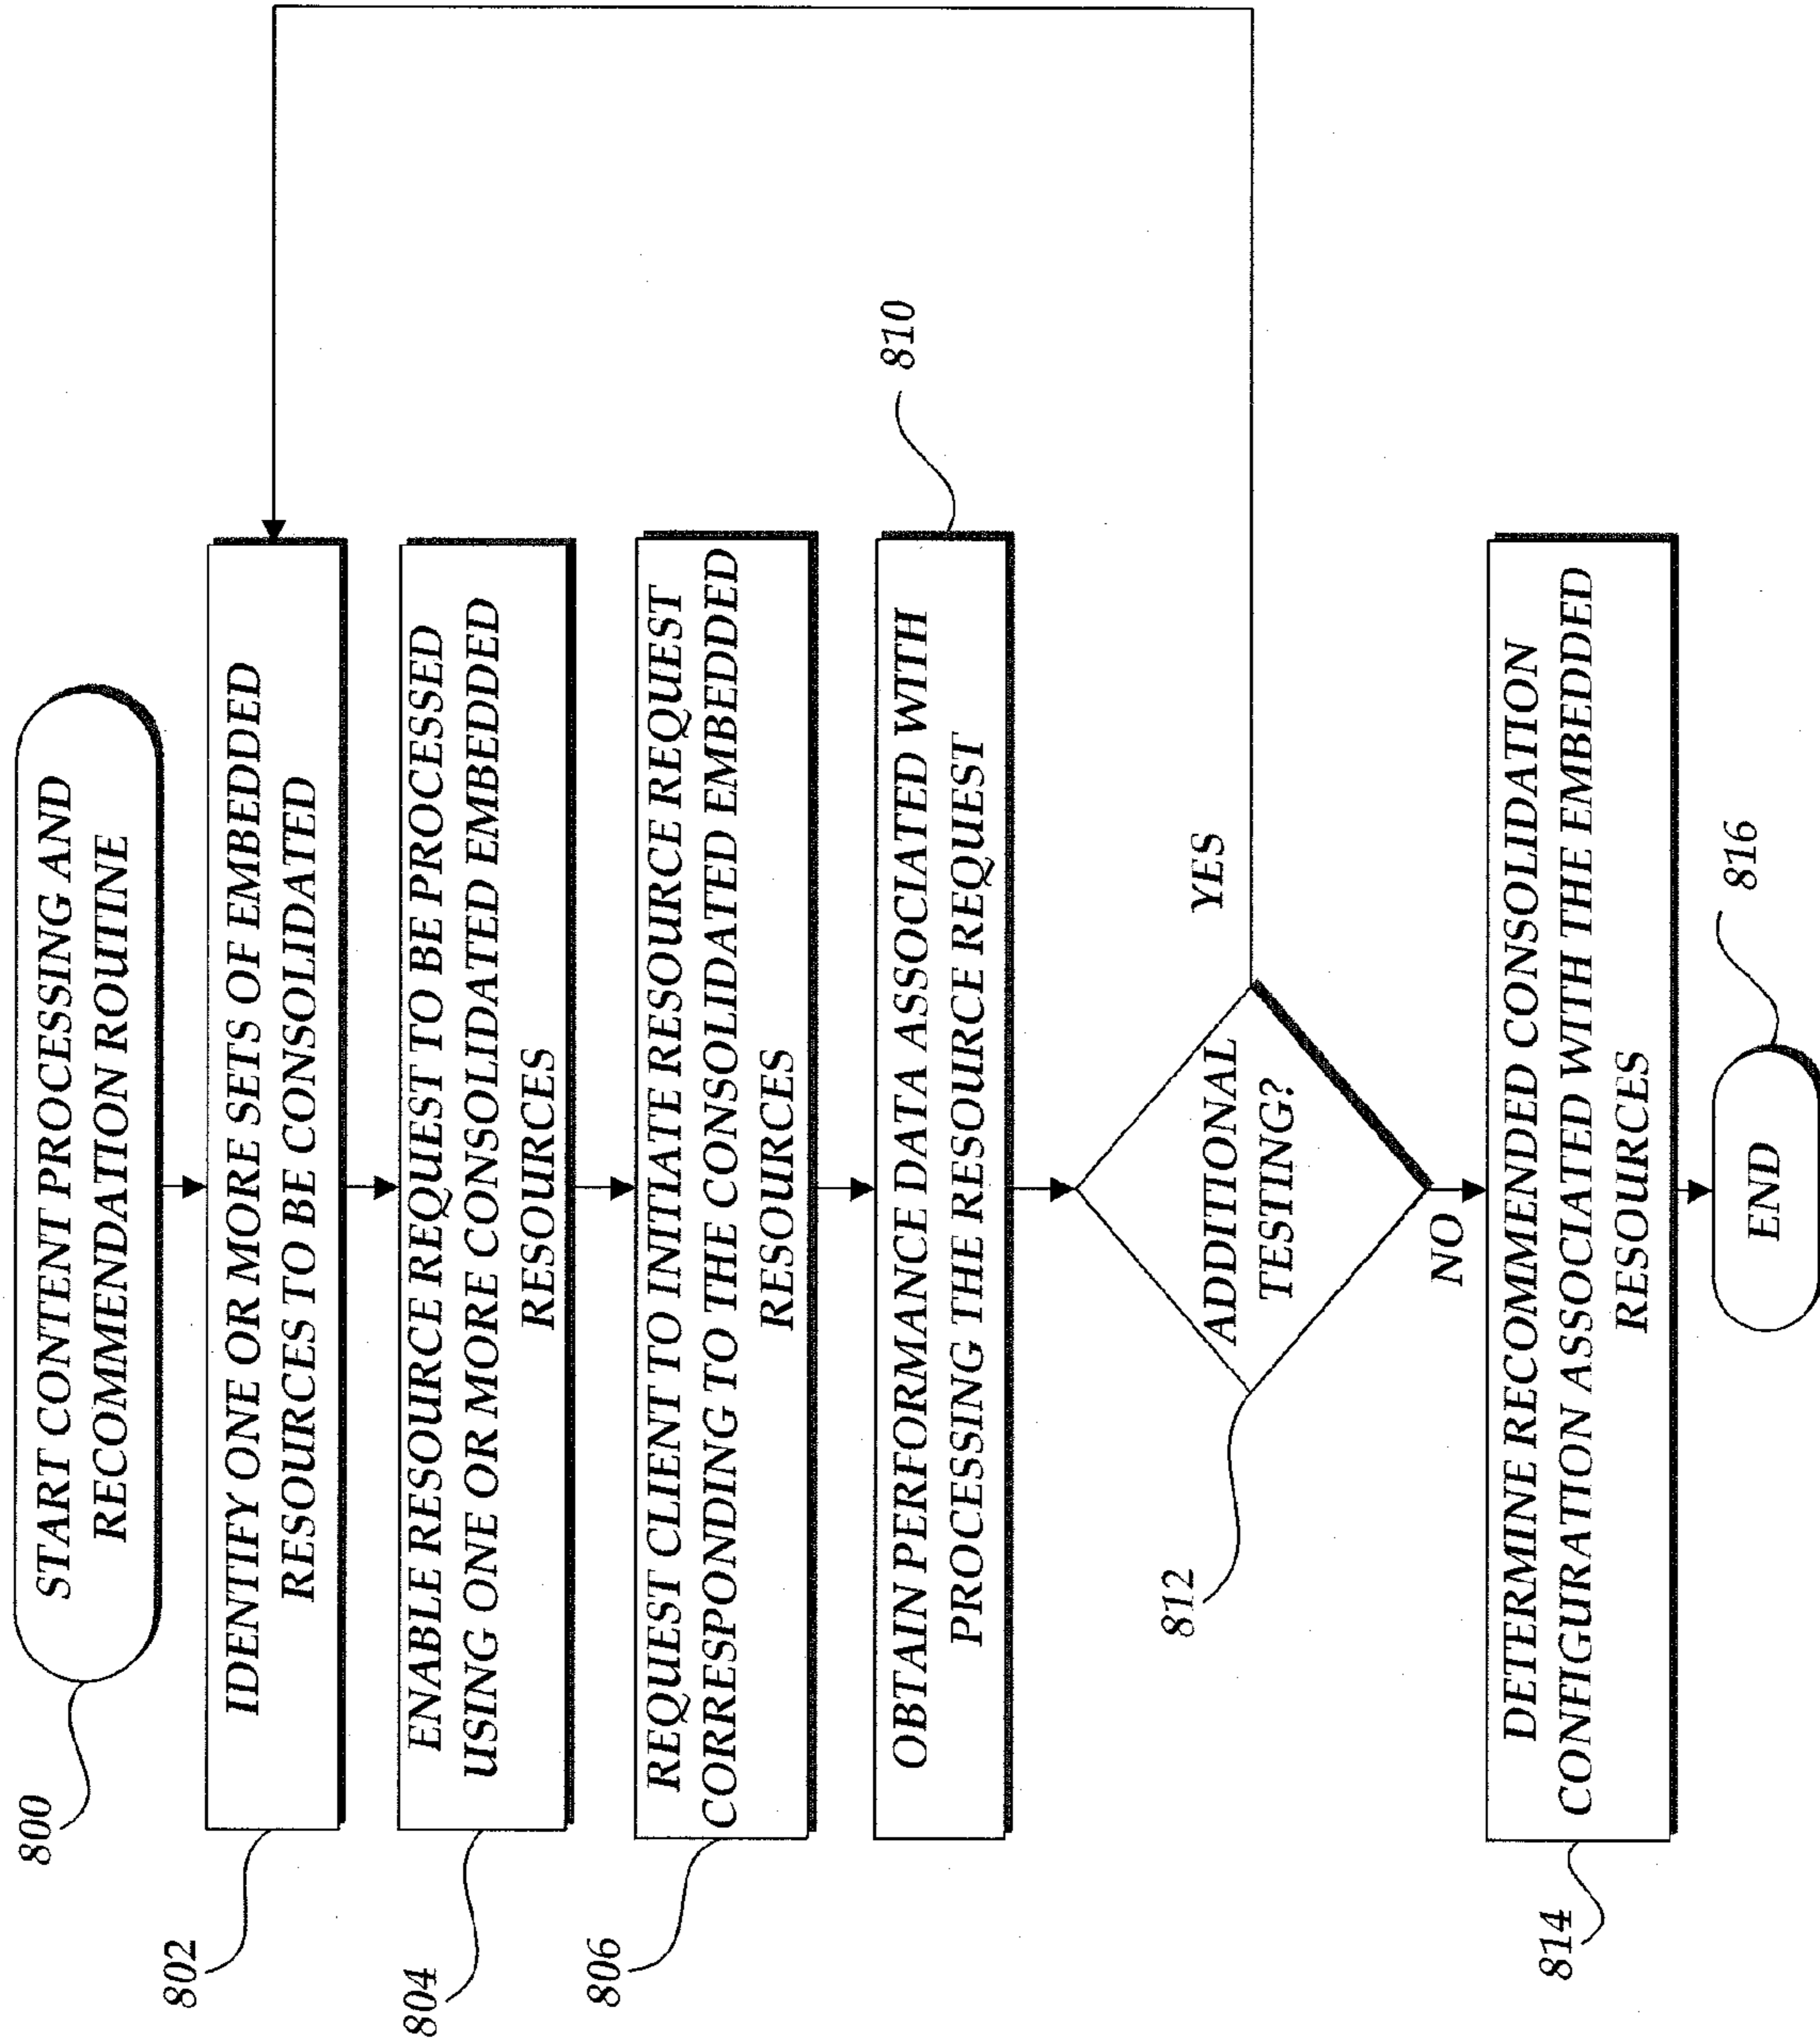 800
START CONTENT PROCESSING AND
RECOMMENDATION ROUTINE
802
IDENTIFY ONE OR MORE SETS OF EMBEDDED
RESOURCES TO BE CONSOLIDATED
804
ENABLE RESOURCE REQUEST TO BE PROCESSED
USING ONE OR MORE CONSOLIDATED EMBEDDED
RESOURCES
806
REQUEST CLIENT TO INITIATE RESOURCE REQUEST
CORRESPONDING TO THE CONSOLIDATED EMBEDDED
RESOURCES
810
OBTAIN PERFORMANCE DATA ASSOCIATED WITH
PROCESSING THE RESOURCE REQUEST
812
ADDITIONAL
TESTING?
YES
NO
814
DETERMINE RECOMMENDED CONSOLIDATION
CONFIGURATION ASSOCIATED WITH THE EMBEDDED
RESOURCES
816
END